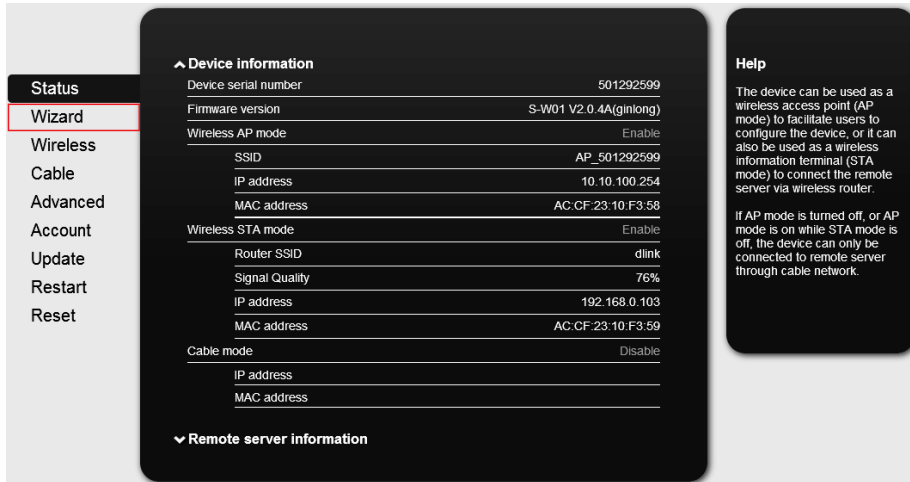 Status
Wizard
Wireless
Cable
Advanced
Account
Update
Restart
Reset
Device information
Device serial number 501292599
Firmware version S-W01 V2.0.4A(ginlong)
Wireless AP mode Enable
SSID AP_501292599
IP address 10.10.100.254
MAC address AC:CF:23:10:F3:58
Wireless STA mode Enable
Router SSID dlink
Signal Quality 76%
IP address 192.168.0.103
MAC address AC:CF:23:10:F3:59
Cable mode Disable
IP address
MAC address
Remote server information
Help
The device can be used as a
wireless access point (AP
mode) to facilitate users to
configure the device, or it can
also be used as a wireless
information terminal (STA
mode) to connect the remote
server via wireless router.
If AP mode is turned off, or AP
mode is on while STA mode is
off, the device can only be
connected to remote server
through cable network.